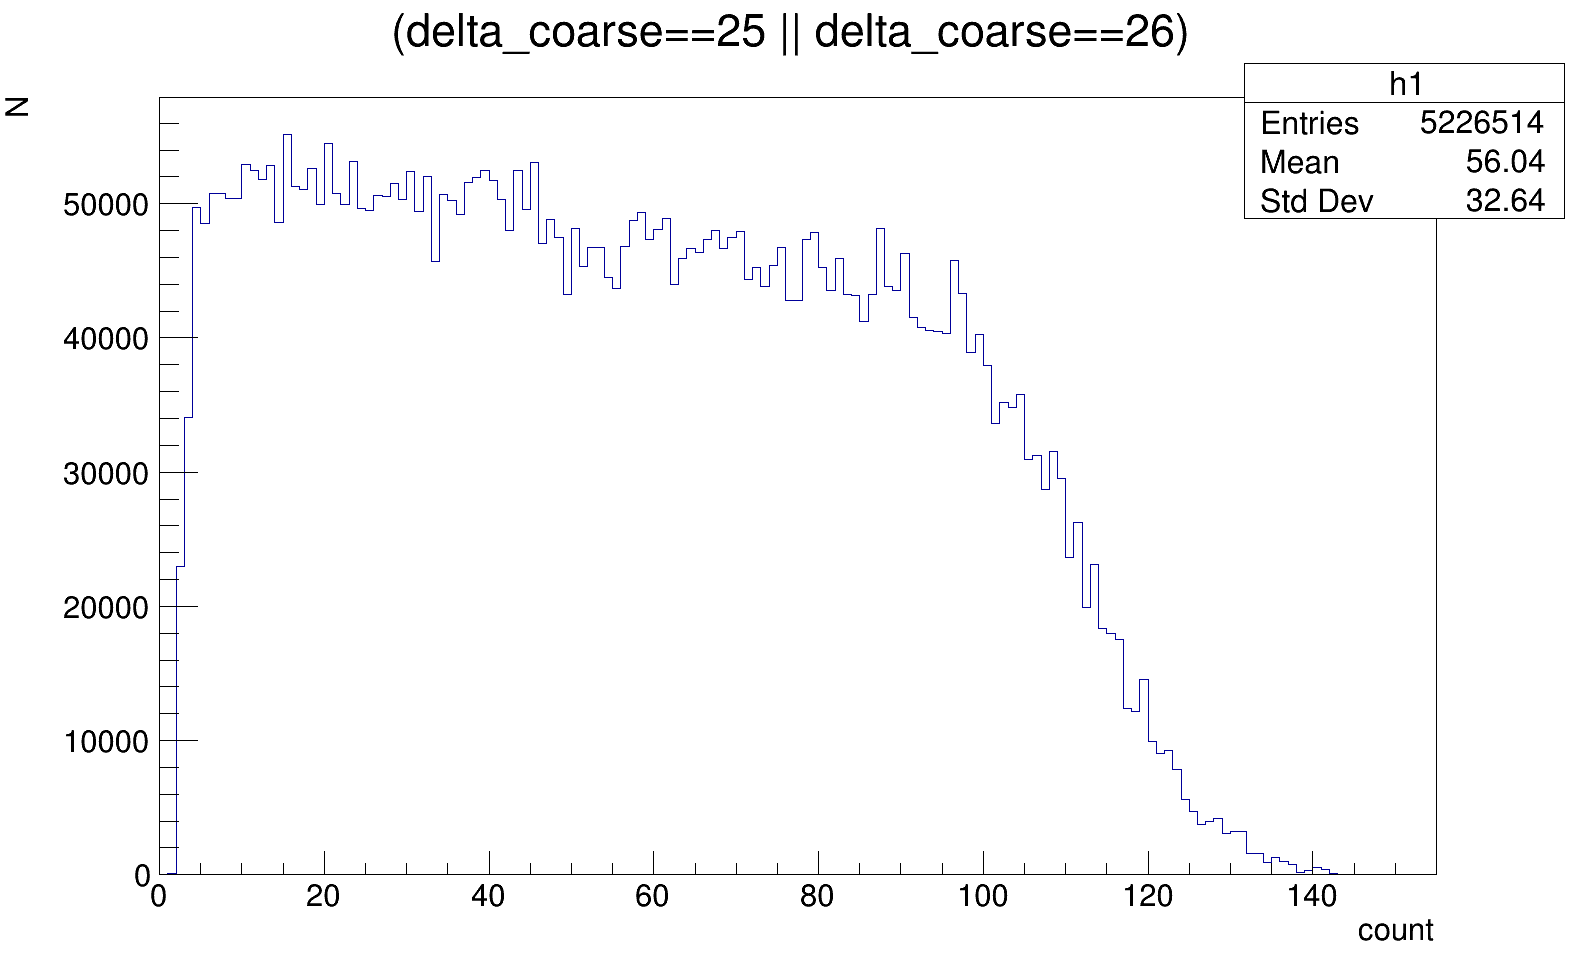 (delta_coarse==25 || delta_coarse==26)
h1
Entries 5226514
Mean 56.04
Std Dev 32.64
N
50000
40000
30000
20000
10000
0
0 20 40 60 80 100 120 140
count